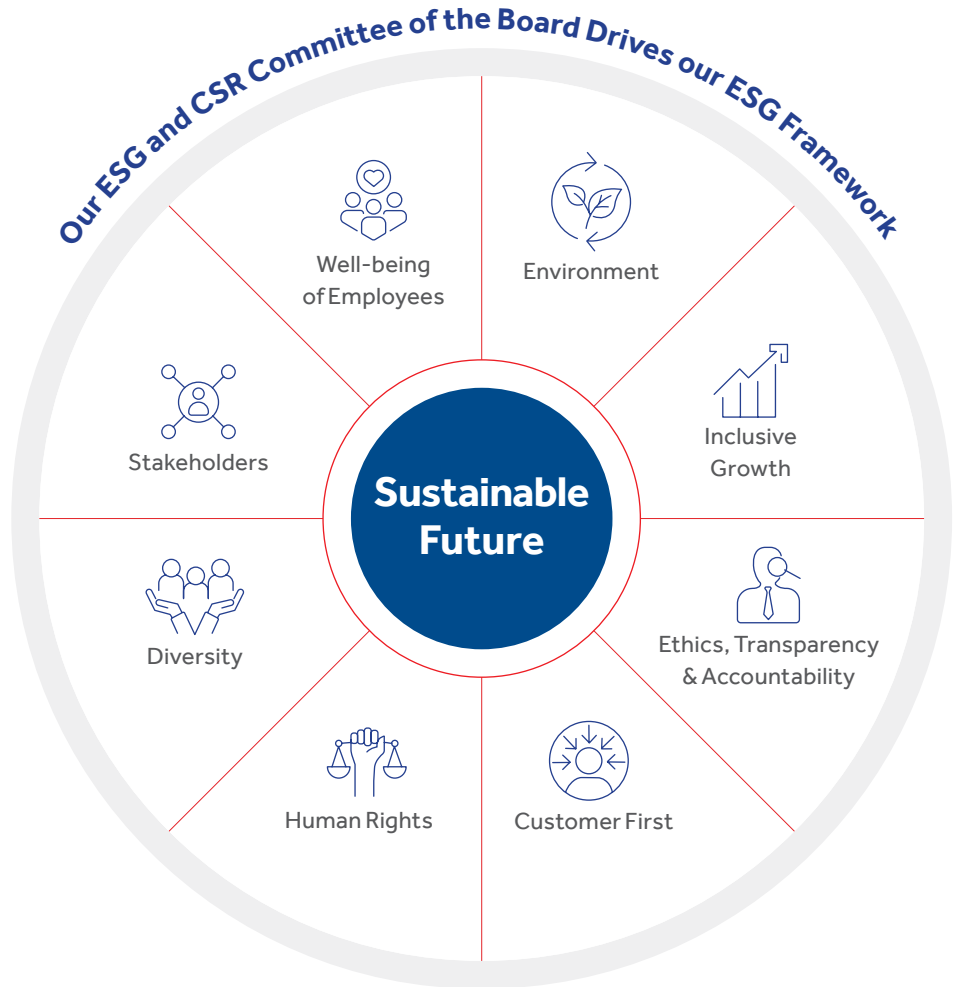 Our ESG and CSR Committee of the Board Drives our ESG Framework
Well-being
of Employees
Environment
Inclusive
Growth
Stakeholders
Sustainable
Future
Ethics, Transparency
& Accountability
Diversity
Human Rights
Customer First